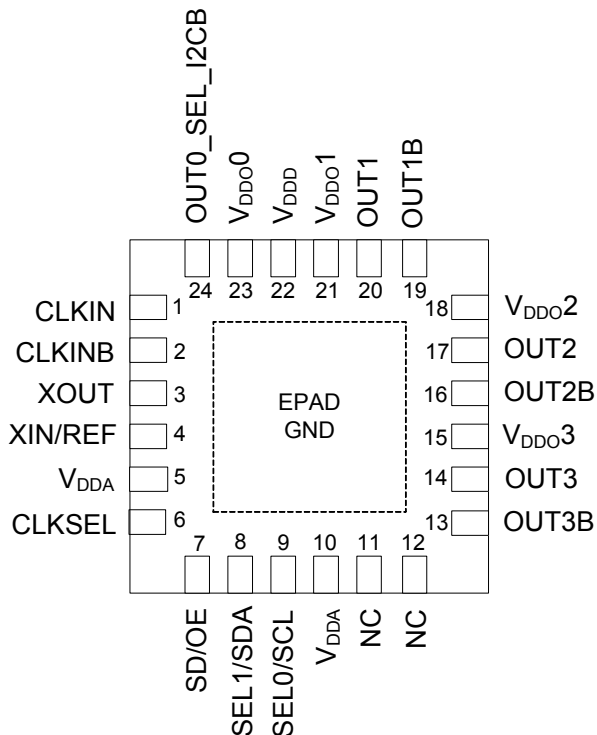 OUT0_SEL_I2CB
VDDO0
VDDD
VDDO1
OUT1
OUT1B
24 23 22 21 20 19
CLKIN 1
CLKINB 2
XOUT 3
XIN/REF 4
VDDA 5
CLKSEL 6
EPAD
GND
18 VDDO2
17 OUT2
16 OUT2B
15 VDDO3
14 OUT3
13 OUT3B
7 8 9 10 11 12
SD/OE
SEL1/SDA
SEL0/SCL
VDDA
NC
NC